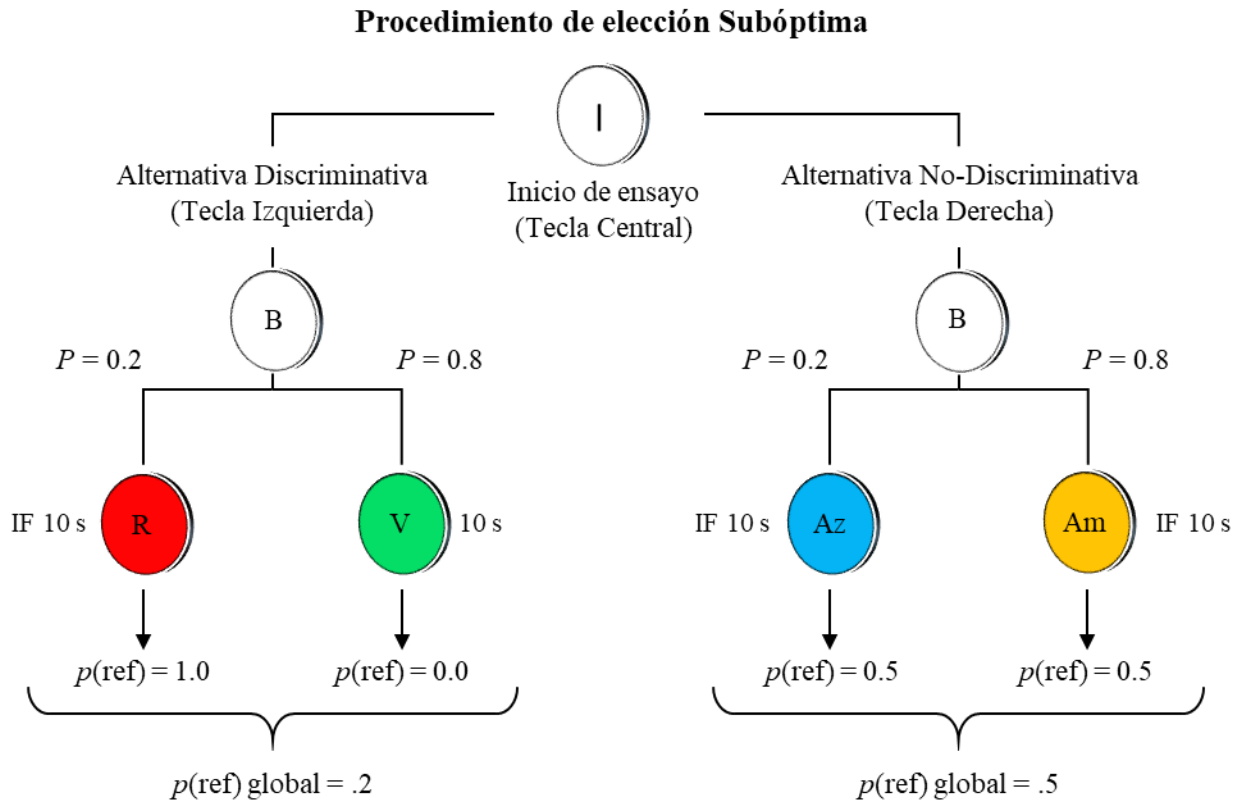 Procedimiento de elección Subóptima
I
Inicio de ensayo
(Tecla Central)
Alternativa Discriminativa
(Tecla Izquierda)
Alternativa No-Discriminativa
(Tecla Derecha)
B
B
P = 0.2
P = 0.8
P = 0.2
P = 0.8
IF 10 s
R
V
10 s
IF 10 s
Az
Am
IF 10 s
p(ref) = 1.0
p(ref) = 0.0
p(ref) = 0.5
p(ref) = 0.5
p(ref) global = .2
p(ref) global = .5